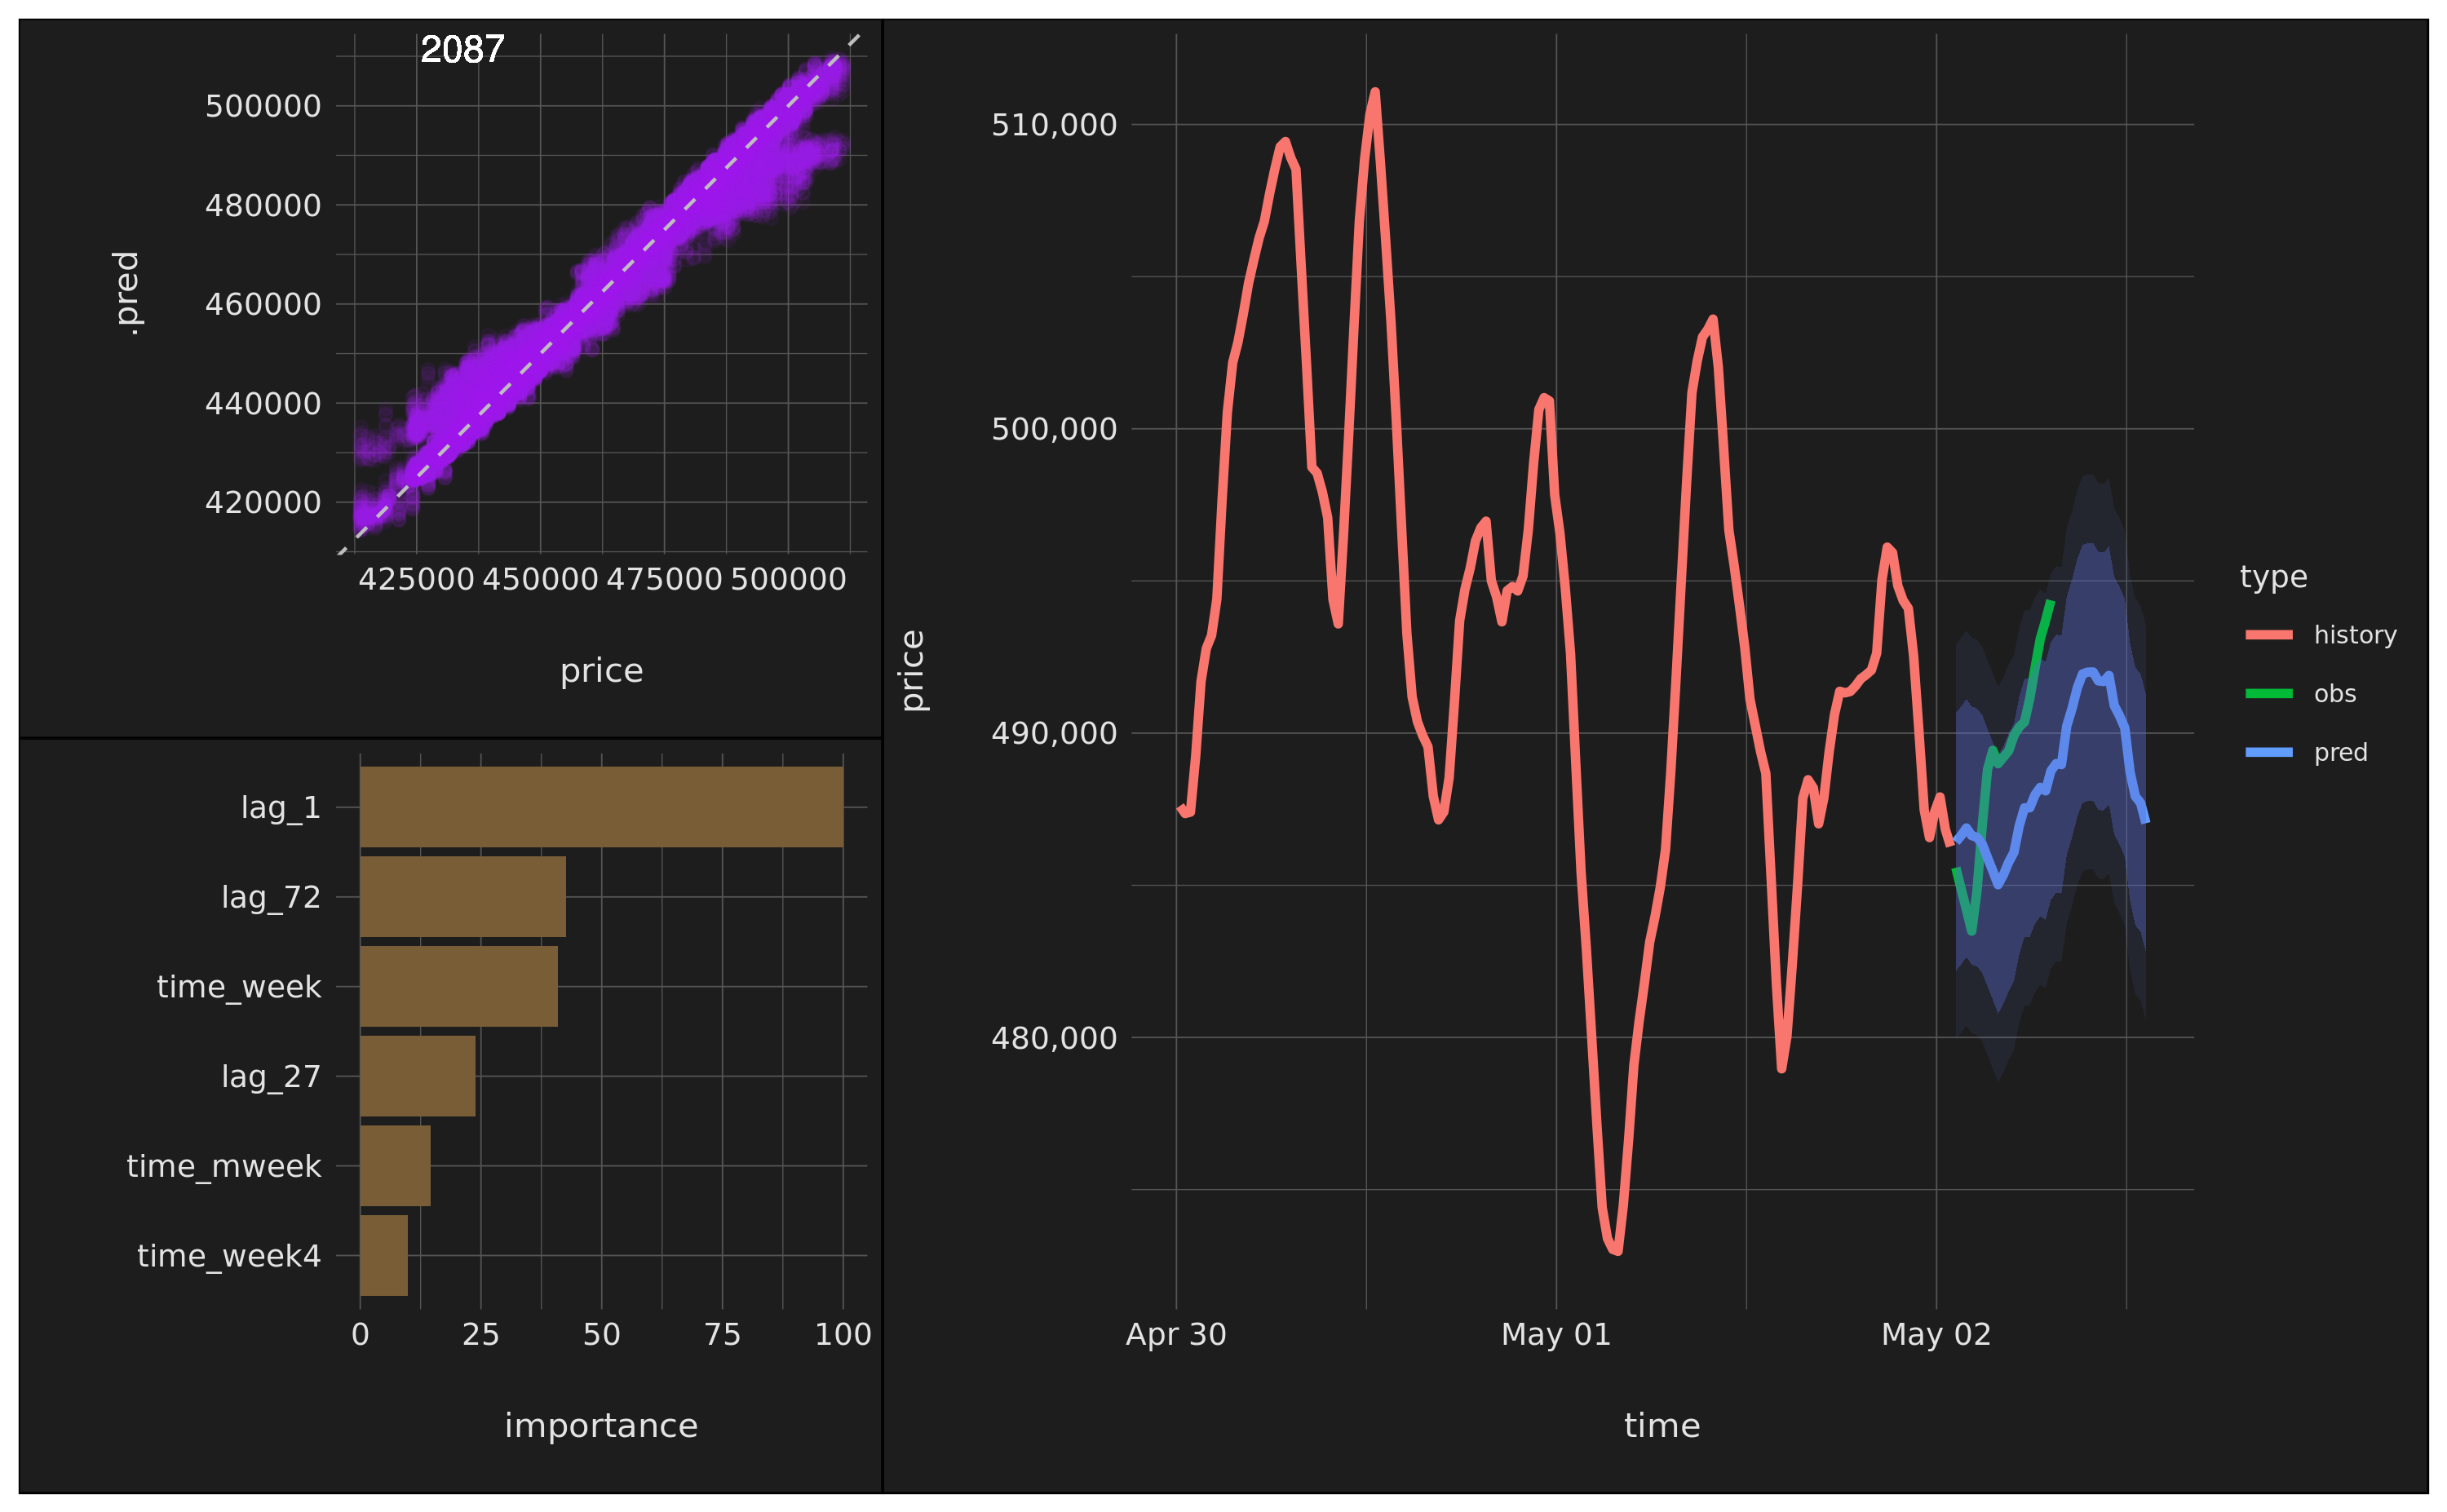 2087
500000
480000
460000
440000
420000
.pred
425000 450000 475000 500000
price
lag_1
lag_72
time_week
lag_27
time_mweek
time_week4
0 25 50 75 100
importance
510,000
500,000
490,000
480,000
price
Apr 30 May 01 May 02
time
type
history
obs
pred